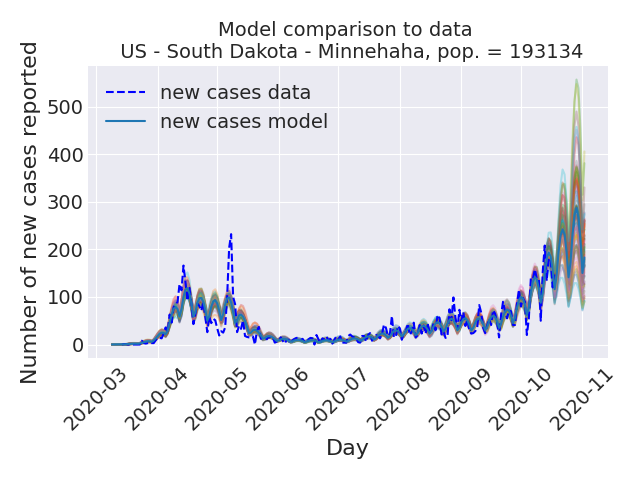 Model comparison to data
US - South Dakota - Minnehaha, pop. = 193134
Number of new cases reported
new cases data
new cases model
500
400
300
200
100
0
2020-03
2020-04
2020-05
2020-06
2020-07
2020-08
2020-09
2020-10
2020-11
Day